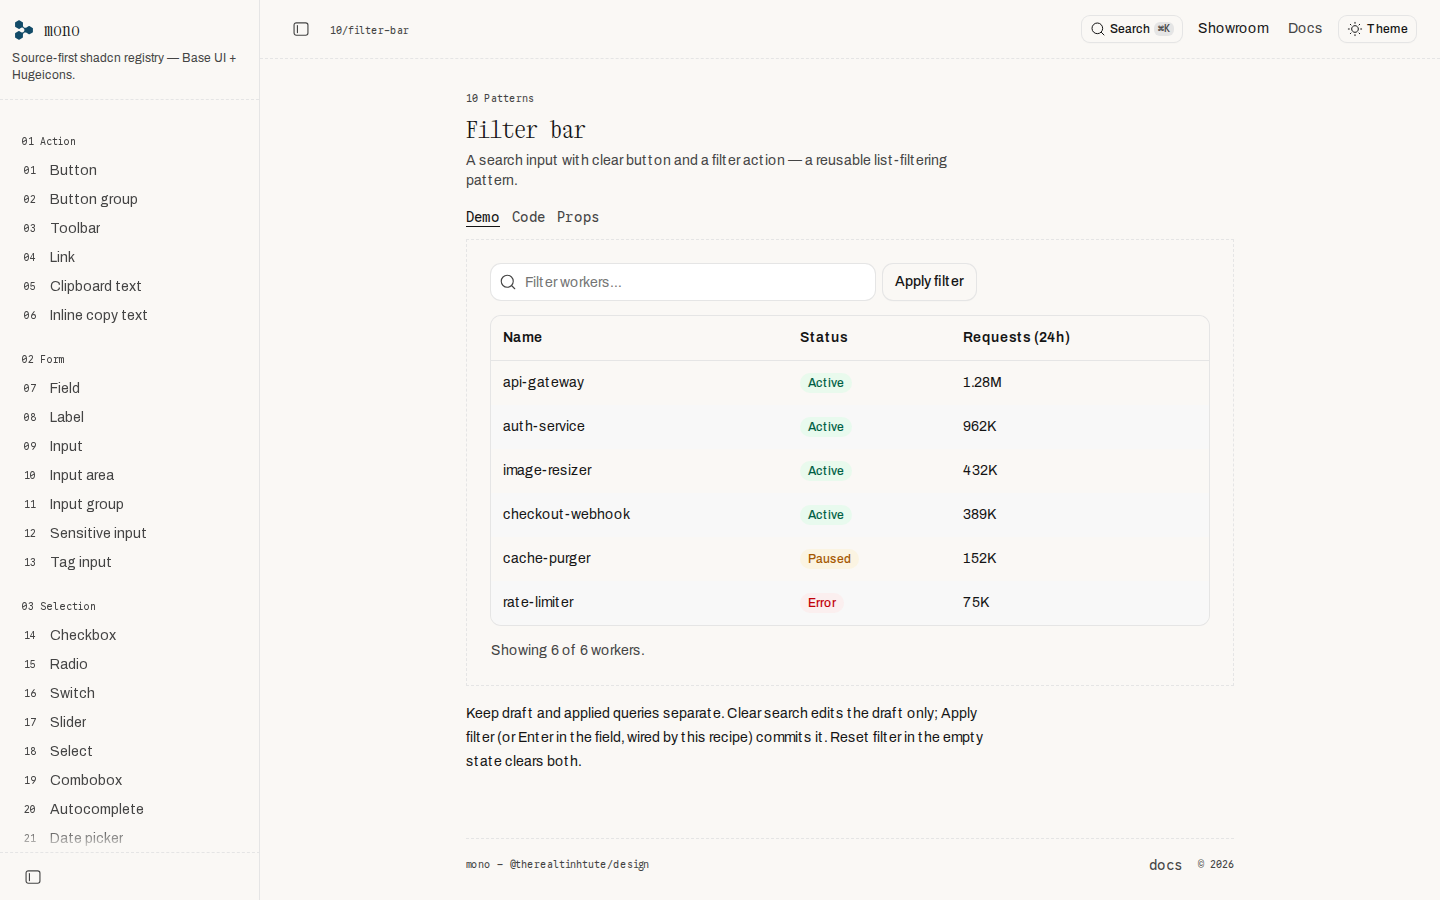 mono
Source-first shadcn registry — Base UI +
Hugeicons.
01 Action
01 Button
02 Button group
03 Toolbar
04 Link
05 Clipboard text
06 Inline copy text
02 Form
07 Field
08 Label
09 Input
10 Input area
11 Input group
12 Sensitive input
13 Tag input
03 Selection
14 Checkbox
15 Radio
16 Switch
17 Slider
18 Select
19 Combobox
20 Autocomplete
21 Date picker
10/filter-bar
Search ⌘K
Showroom
Docs
Theme
10 Patterns
Filter bar
A search input with clear button and a filter action — a reusable list-filtering
pattern.
Demo Code Props
Filter workers...
Apply filter
Name Status Requests (24h)
api-gateway Active 1.28M
auth-service Active 962K
image-resizer Active 432K
checkout-webhook Active 389K
cache-purger Paused 152K
rate-limiter Error 75K
Showing 6 of 6 workers.
Keep draft and applied queries separate. Clear search edits the draft only; Apply
filter (or Enter in the field, wired by this recipe) commits it. Reset filter in the empty
state clears both.
mono — @therealtinhtute/design
docs © 2026